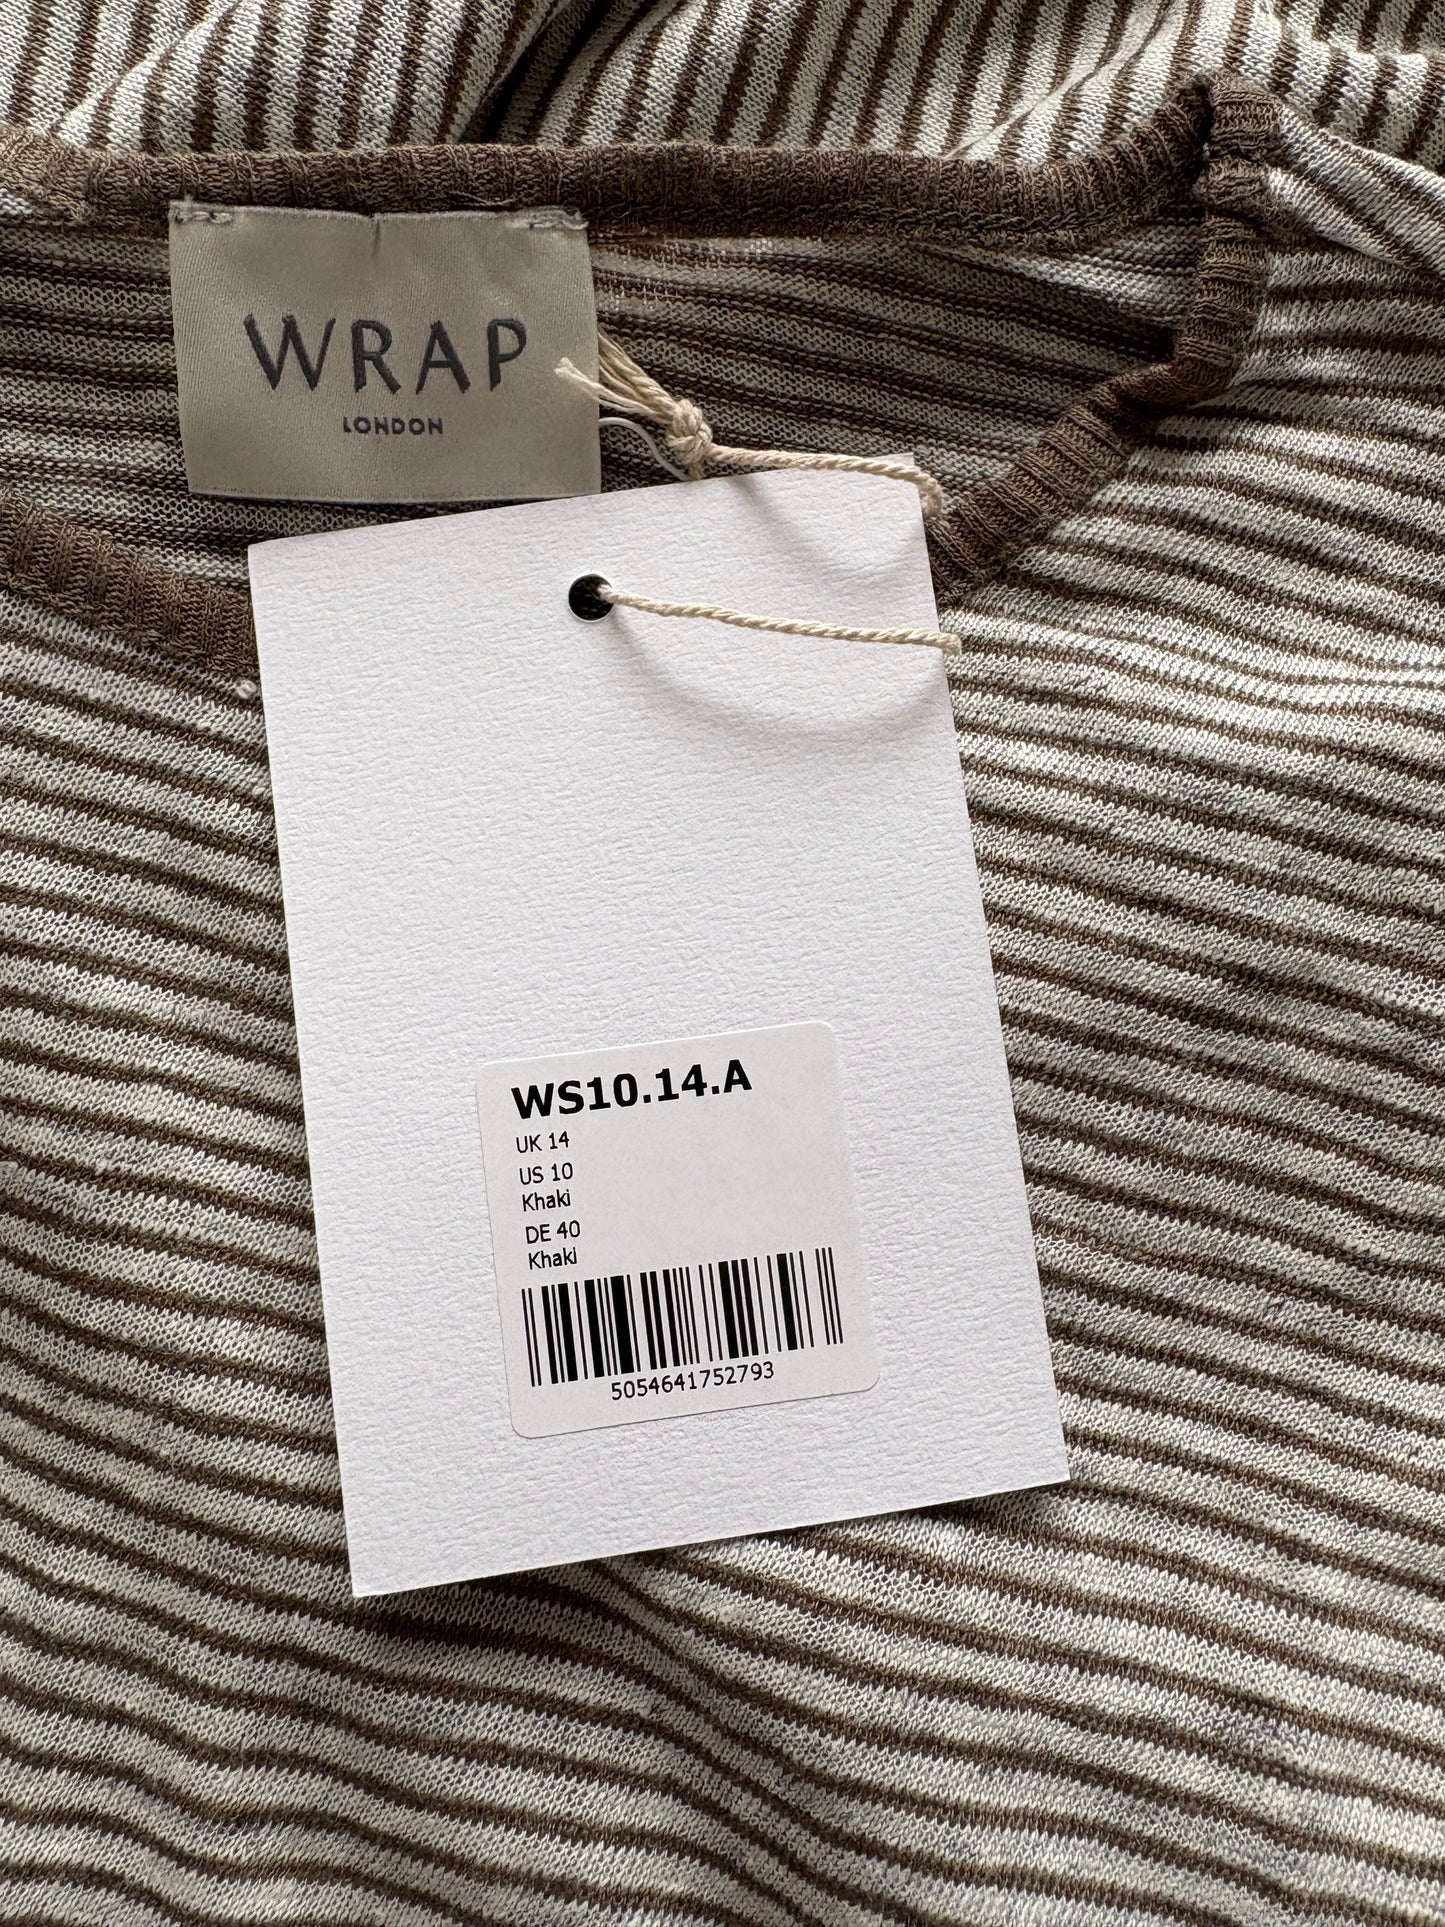 WRAP
LONDON
WS10.14.A
UK 14
US 10
Khaki
DE 40
Khaki
5054641752793